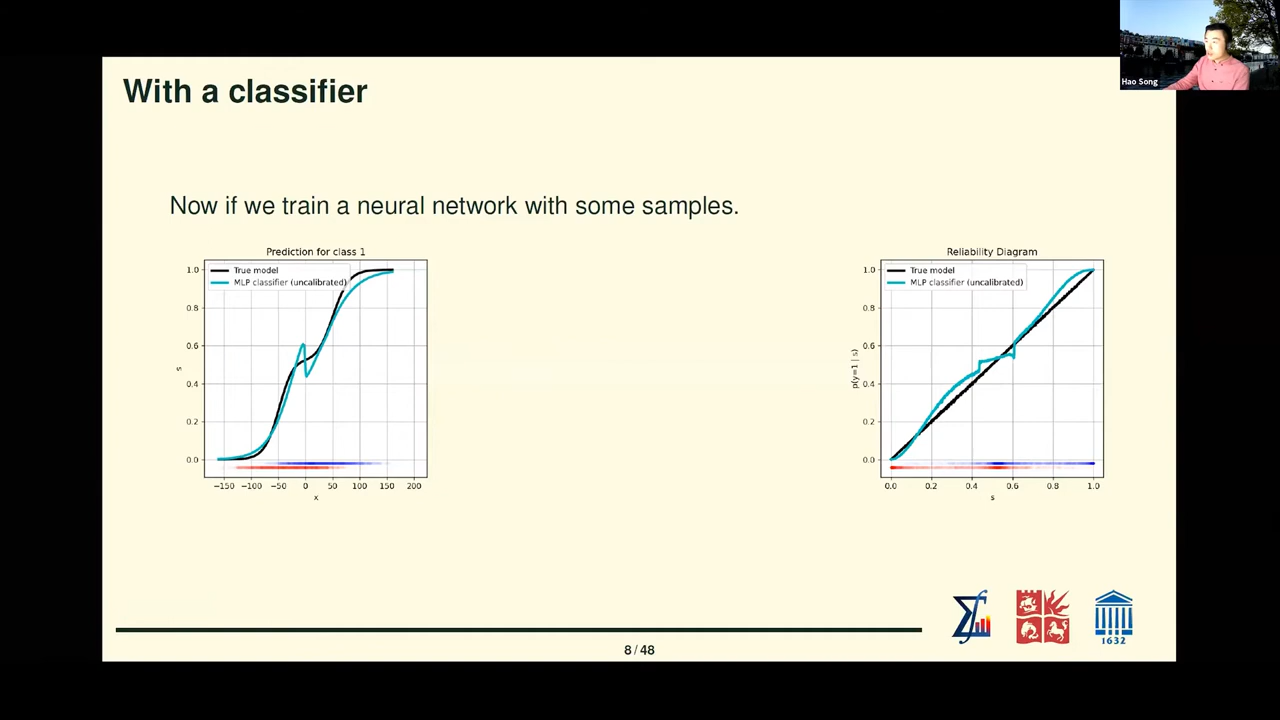 Hao Song
With a classifier
Now if we train a neural network with some samples.
Prediction for class 1
True model
MLP classifier (uncalibrated)
1.0
0.8
0.6
0.4
0.2
0.0
s
−150 −100 −50 0 50 100 150 200
x
Reliability Diagram
True model
MLP classifier (uncalibrated)
1.0
0.8
0.6
0.4
0.2
0.0
p(y=1 | s)
0.0 0.2 0.4 0.6 0.8 1.0
s
1632
8 / 48